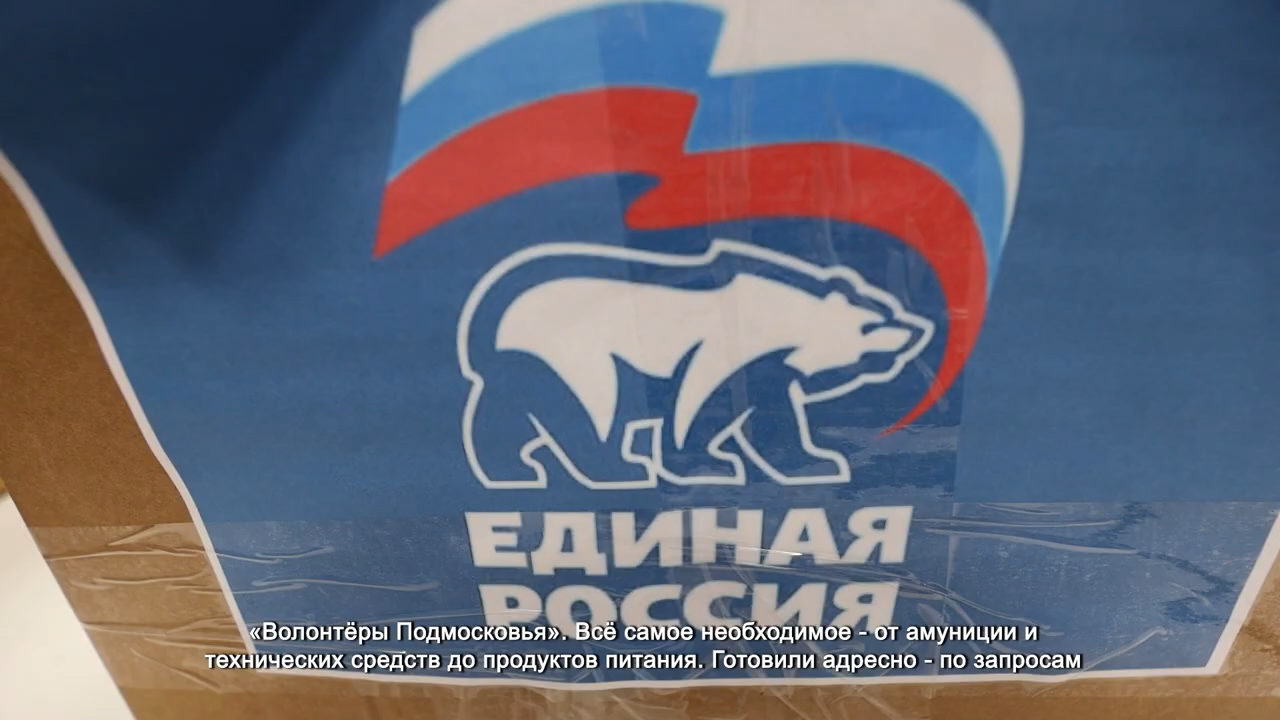 ЕДИНАЯ
РОССИЯ
«Волонтёры Подмосковья». Всё самое необходимое - от амуниции и
технических средств до продуктов питания. Готовили адресно - по запросам